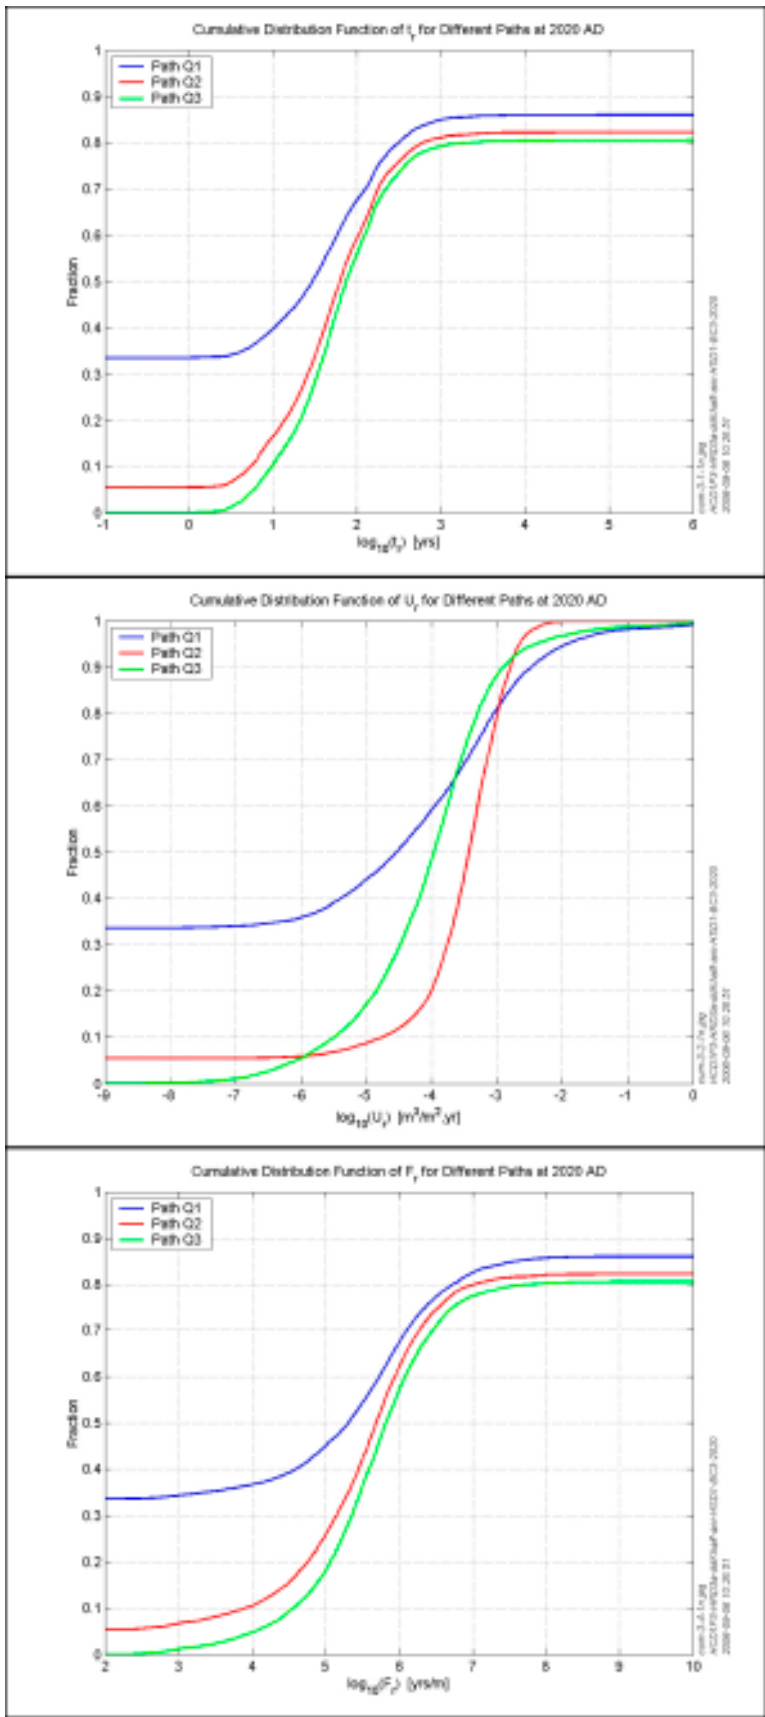 Cumulative Distribution Function of t_r for Different Paths at 2020 AD
1
Path Q1
0.9
Path Q2
Path Q3
0.8
0.7
0.6
0.5
Fraction
0.4
0.3
0.2
0.1
0
-1 0 1 2 3 4 5 6
log10(t_r) [yrs]
Cumulative Distribution Function of U_r for Different Paths at 2020 AD
1
Path Q1
Path Q2
0.9
Path Q3
0.8
0.7
0.6
0.5
Fraction
0.4
0.3
0.2
0.1
0
-9 -8 -7 -6 -5 -4 -3 -2 -1 0
log10(U_r) [m³/m².yr]
Cumulative Distribution Function of F_r for Different Paths at 2020 AD
1
Path Q1
Path Q2
0.9
Path Q3
0.8
0.7
0.6
0.5
Fraction
0.4
0.3
0.2
0.1
0
2 3 4 5 6 7 8 9 10
log10(F_r) [yrs/m]